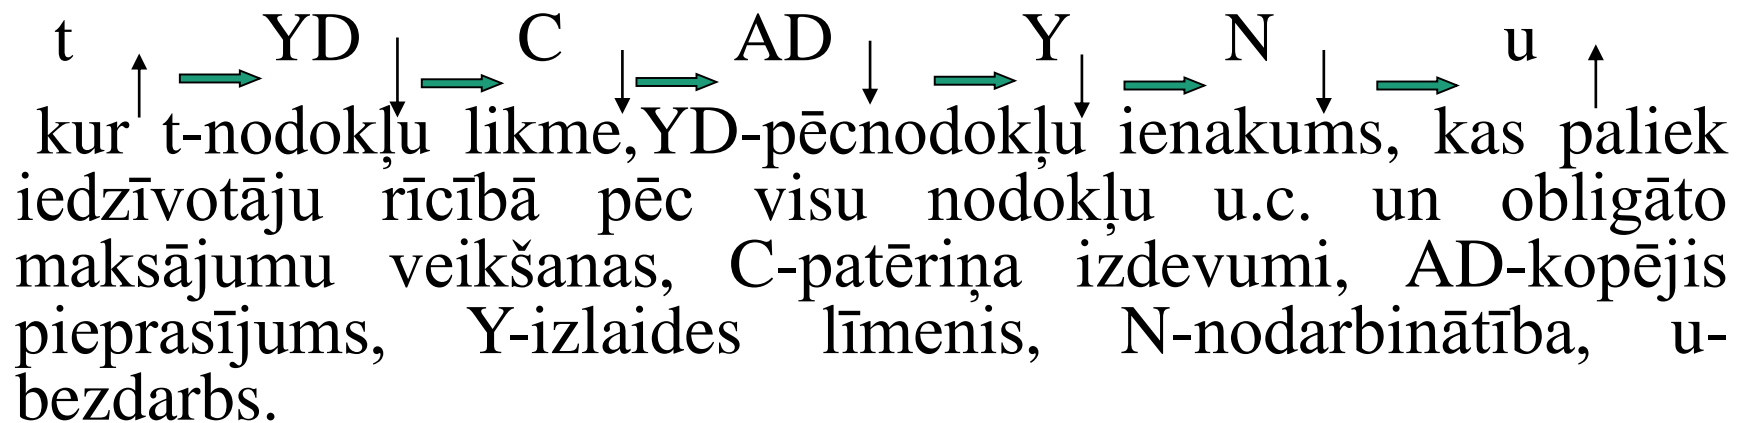 t YD C AD Y N u
kur t-nodokļu likme,YD-pēcnodokļu ienakums, kas paliek
iedzīvotāju rīcībā pēc visu nodokļu u.c. un obligāto
maksājumu veikšanas, C-patēriņa izdevumi, AD-kopējis
pieprasījums, Y-izlaides līmenis, N-nodarbinātība, u-
bezdarbs.